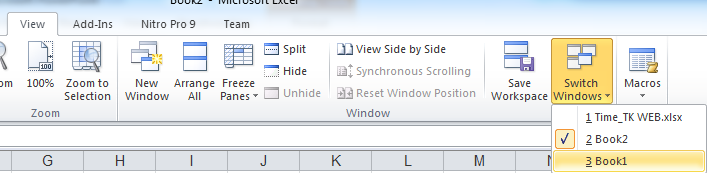 Book2 - Microsoft Excel
View Add-Ins Nitro Pro 9 Team
100%
Zoom to Selection
Zoom
New Window
Arrange All
Freeze Panes
Split
Hide
Unhide
View Side by Side
Synchronous Scrolling
Reset Window Position
Window
Save Workspace
Switch Windows
Macros
Macros
1 Time_TK WEB.xlsx
2 Book2
3 Book1
G H I J K L M N